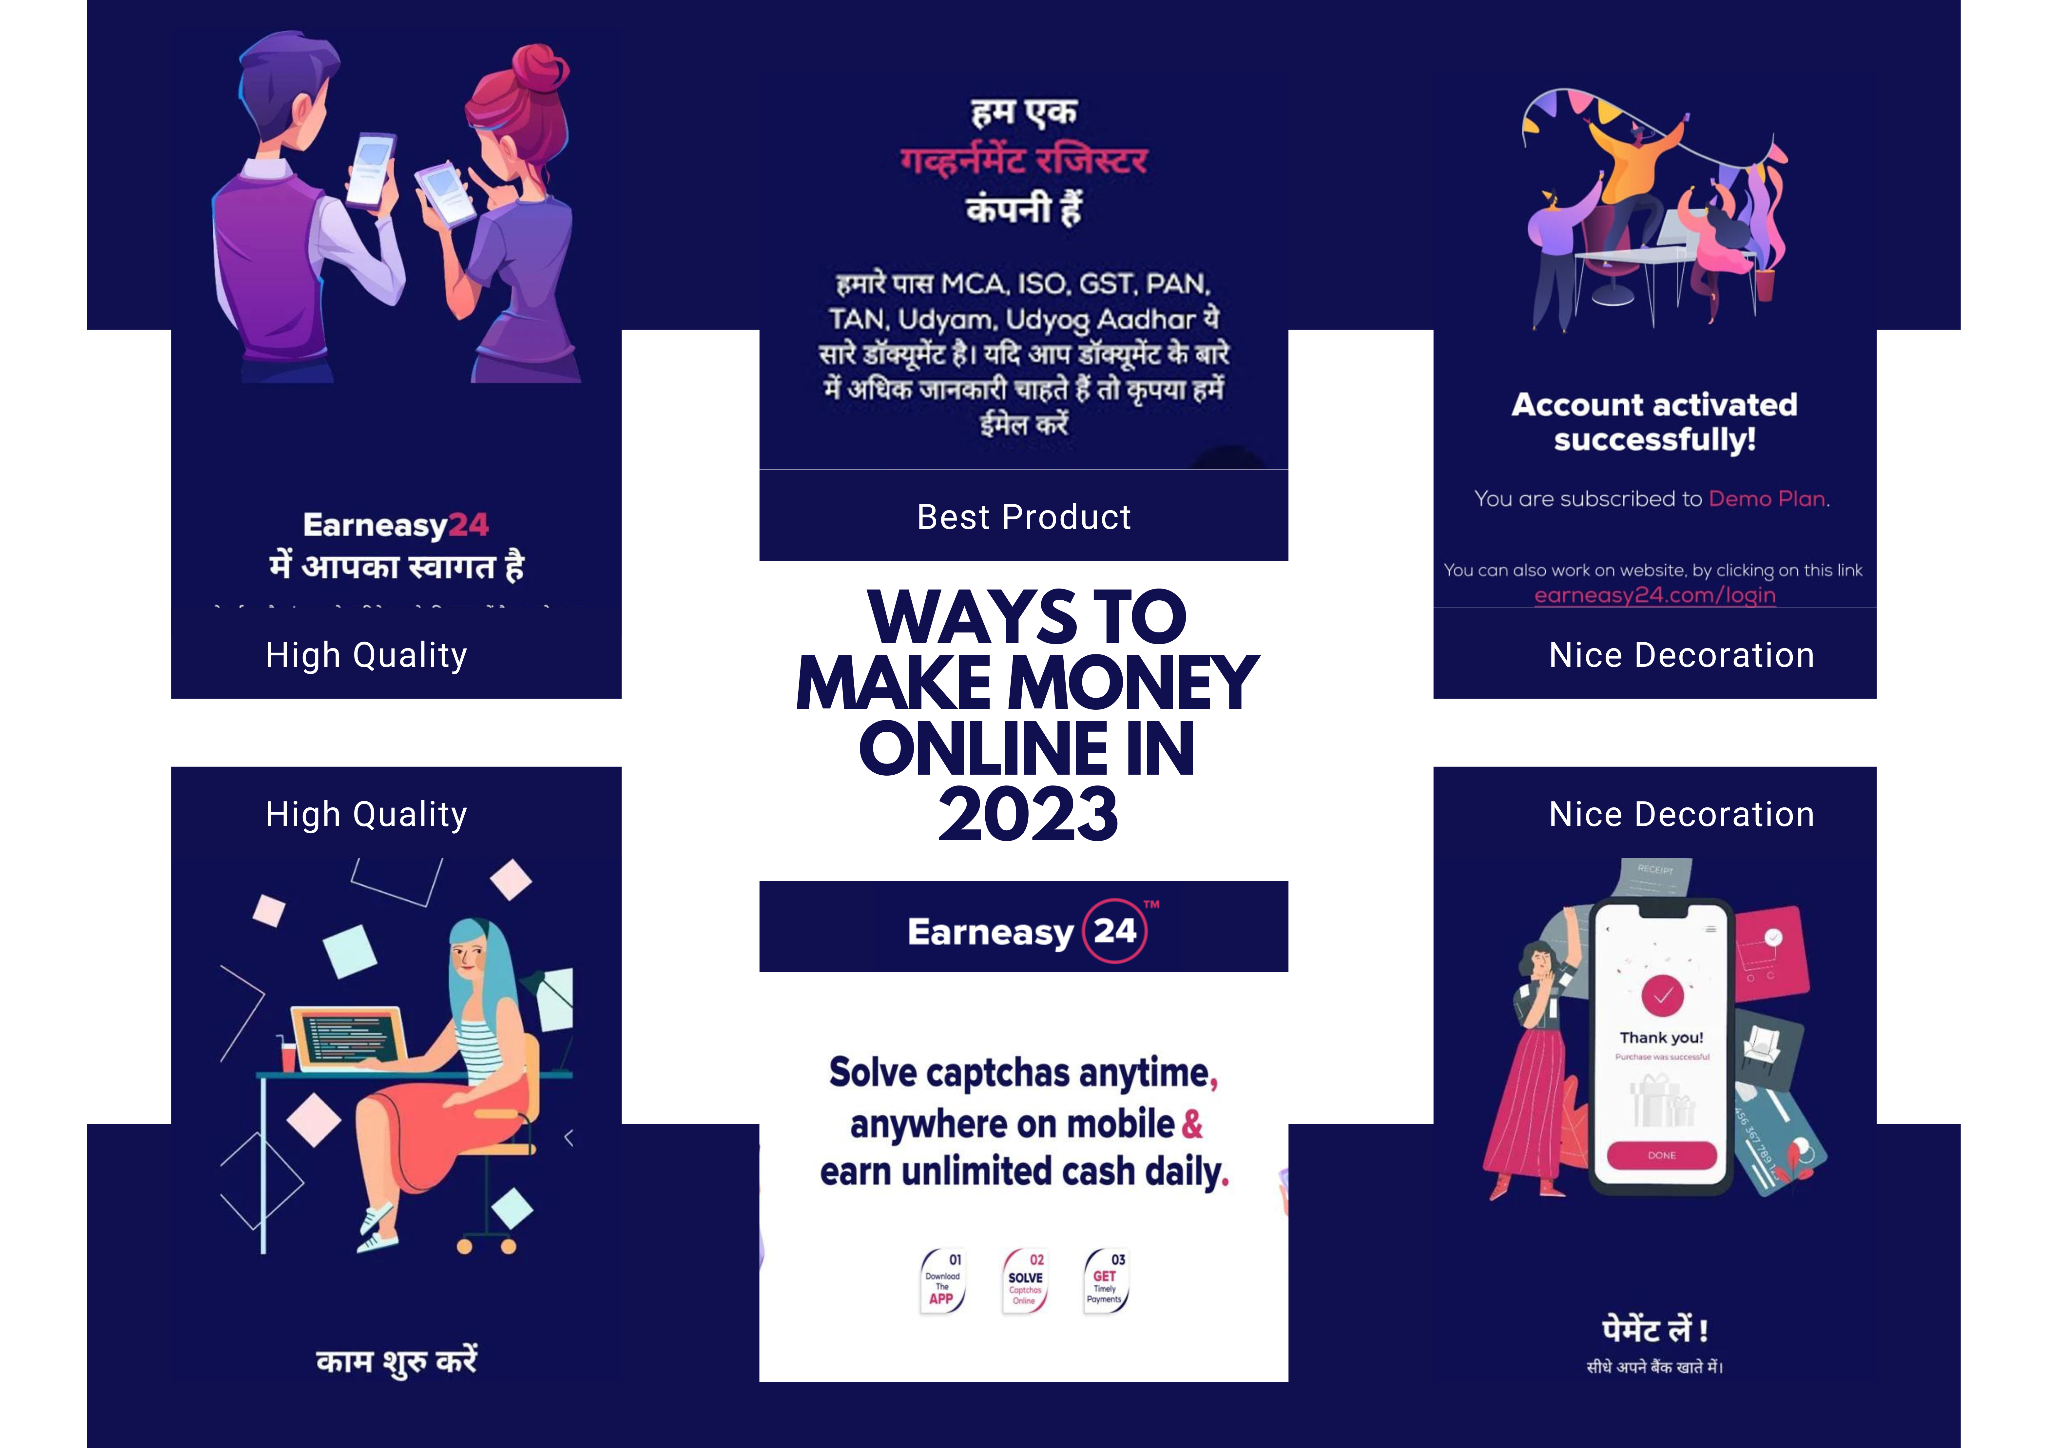 Earneasy24
में आपका स्वागत है
High Quality
हम एक
गव्हर्नमेंट रजिस्टर
कंपनी हैं
हमारे पास MCA, ISO, GST, PAN,
TAN, Udyam, Udyog Aadhar ये
सारे डॉक्यूमेंट है। यदि आप डॉक्यूमेंट के बारे
में अधिक जानकारी चाहते हैं तो कृपया हमें
ईमेल करें
Best Product
Account activated
successfully!
You are subscribed to Demo Plan.
You can also work on website, by clicking on this link
earneasy24.com/login
Nice Decoration
WAYS TO
MAKE MONEY
ONLINE IN
2023
High Quality
काम शुरु करें
Earneasy 24 ™
Solve captchas anytime,
anywhere on mobile &
earn unlimited cash daily.
01
Download
The
APP
02
SOLVE
Captchas
Online
03
GET
Timely
Payments
Nice Decoration
RECEIPT
Thank you!
Purchase was successful
DONE
456 367 789 12
पेमेंट लें !
सीधे अपने बैंक खाते में।